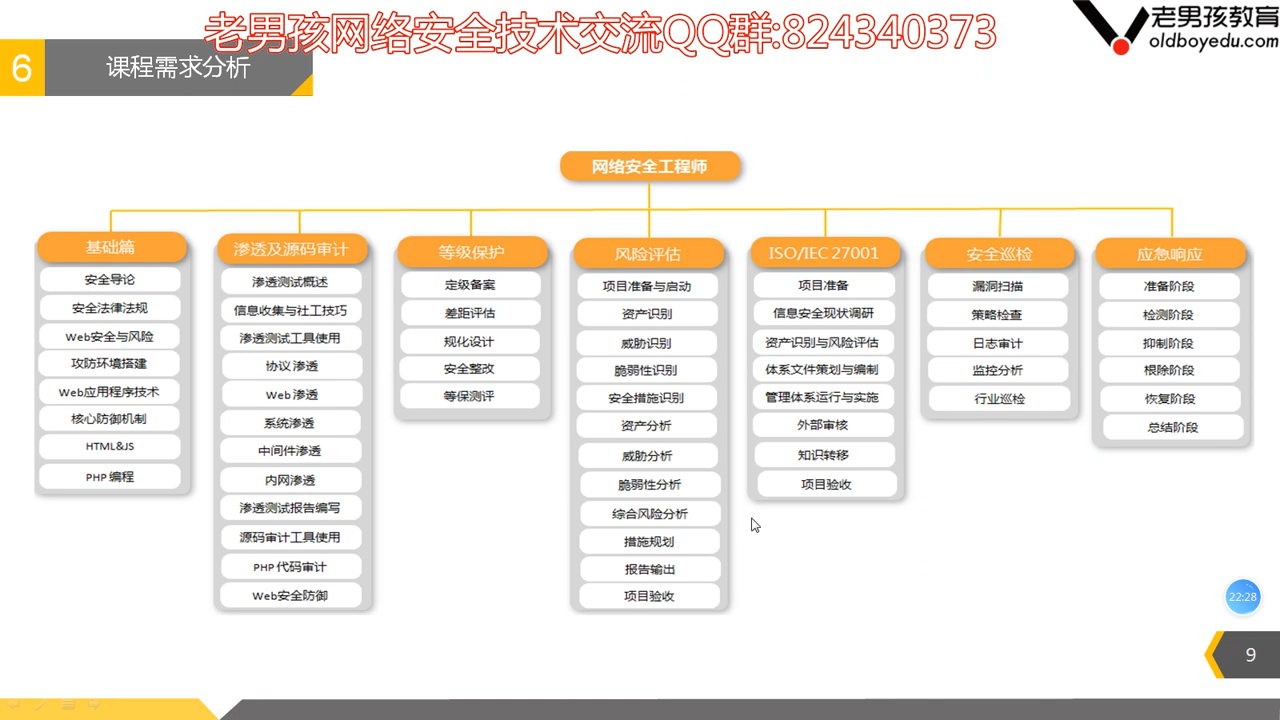 老男孩网络安全技术交流QQ群:824340373
老男孩教育
oldboyedu.com
6
课程需求分析
网络安全工程师
基础篇
安全导论
安全法律法规
Web安全与风险
攻防环境搭建
Web应用程序技术
核心防御机制
HTML&JS
PHP 编程
渗透及源码审计
渗透测试概述
信息收集与社工技巧
渗透测试工具使用
协议 渗透
Web 渗透
系统渗透
中间件渗透
内网渗透
渗透测试报告编写
源码审计工具使用
PHP 代码审计
Web安全防御
等级保护
定级备案
差距评估
规化设计
安全整改
等保测评
风险评估
项目准备与启动
资产识别
威胁识别
脆弱性识别
安全措施识别
资产分析
威胁分析
脆弱性分析
综合风险分析
措施规划
报告输出
项目验收
ISO/IEC 27001
项目准备
信息安全现状调研
资产识别与风险评估
体系文件策划与编制
管理体系运行与实施
外部审核
知识转移
项目验收
安全巡检
漏洞扫描
策略检查
日志审计
监控分析
行业巡检
应急响应
准备阶段
检测阶段
抑制阶段
根除阶段
恢复阶段
总结阶段
22:28
9